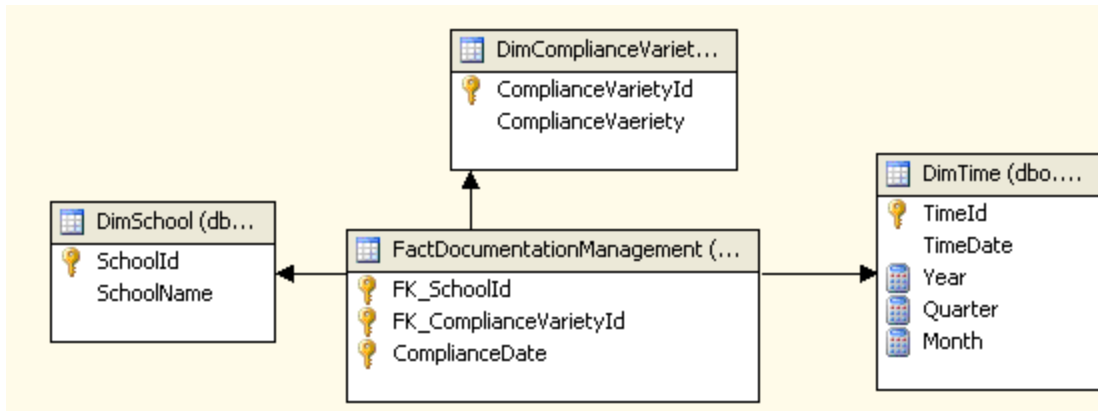 DimComplianceVariet...
ComplianceVarietyId
ComplianceVaeriety
DimTime (dbo....
TimeId
TimeDate
Year
Quarter
Month
DimSchool (db...
SchoolId
SchoolName
FactDocumentationManagement (...
FK_SchoolId
FK_ComplianceVarietyId
ComplianceDate